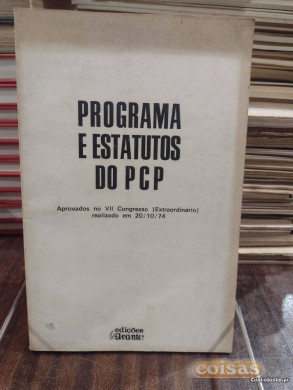 PROGRAMA
E ESTATUTOS
DO PCP
Aprovados no VII Congresso (Extraordinário)
realizado em 20/10/74
edições
Avante!
coisas